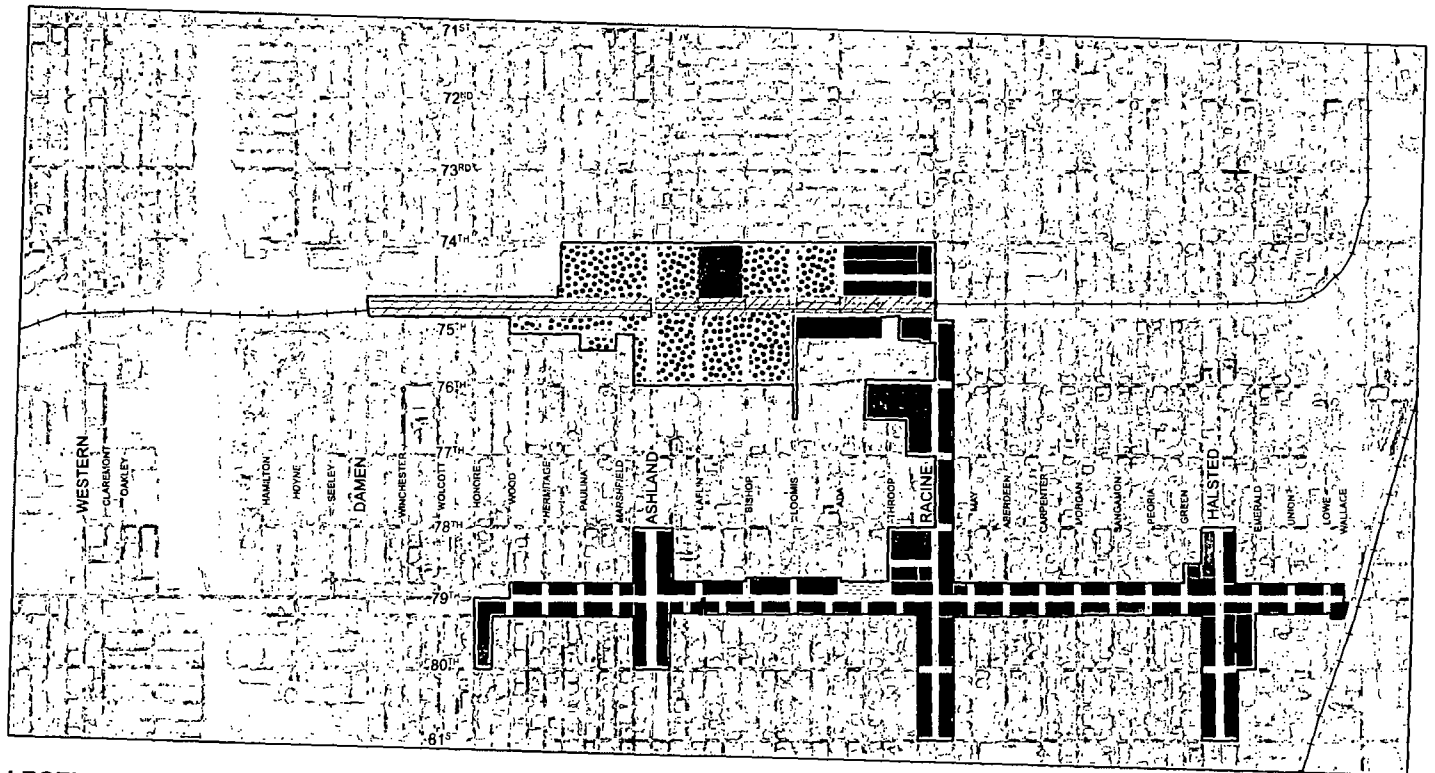 71ST
72ND
73RD
74TH
75TH
76TH
77TH
78TH
79T
80TH
81S
WESTERN
CLAREMONT
OAKLEY
HAMILTON
HOYNE
SEELEY
DAMEN
WINCHESTER
WOLCOTT
HONORE
WOOD
HERMITAGE
PAULINA
MARSHFIELD
ASHLAND
LAFLIN
BISHOP
LOOMIS
ADA
THROOP
RACINE
MAY
ABERDEEN
CARPENTER
MORGAN
SANGAMON
PEORIA
GREEN
HALSTED
EMERALD
UNION
LOWE
WALLACE